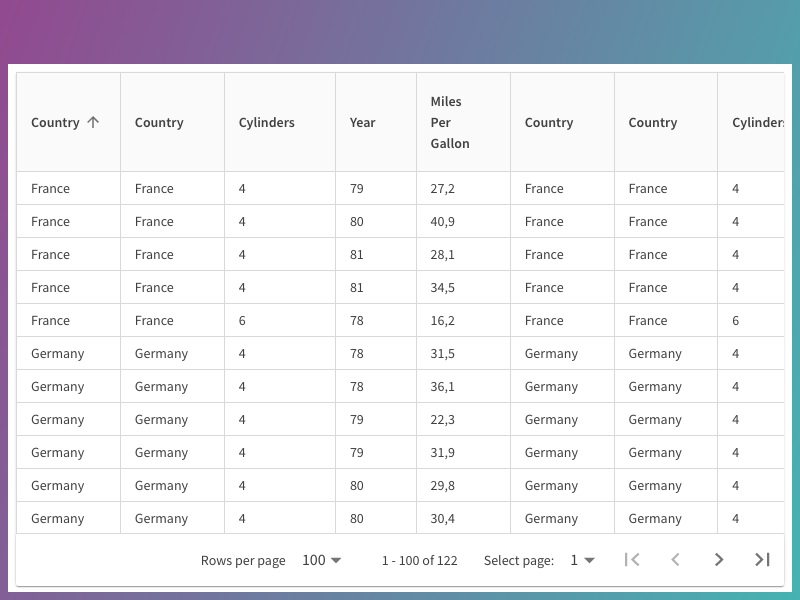 Country Country Cylinders Year Miles Per Gallon Country Country Cylinders
France France 4 79 27,2 France France 4
France France 4 80 40,9 France France 4
France France 4 81 28,1 France France 4
France France 4 81 34,5 France France 4
France France 6 78 16,2 France France 6
Germany Germany 4 78 31,5 Germany Germany 4
Germany Germany 4 78 36,1 Germany Germany 4
Germany Germany 4 79 22,3 Germany Germany 4
Germany Germany 4 79 31,9 Germany Germany 4
Germany Germany 4 80 29,8 Germany Germany 4
Germany Germany 4 80 30,4 Germany Germany 4
Rows per page 100 1 - 100 of 122 Select page: 1